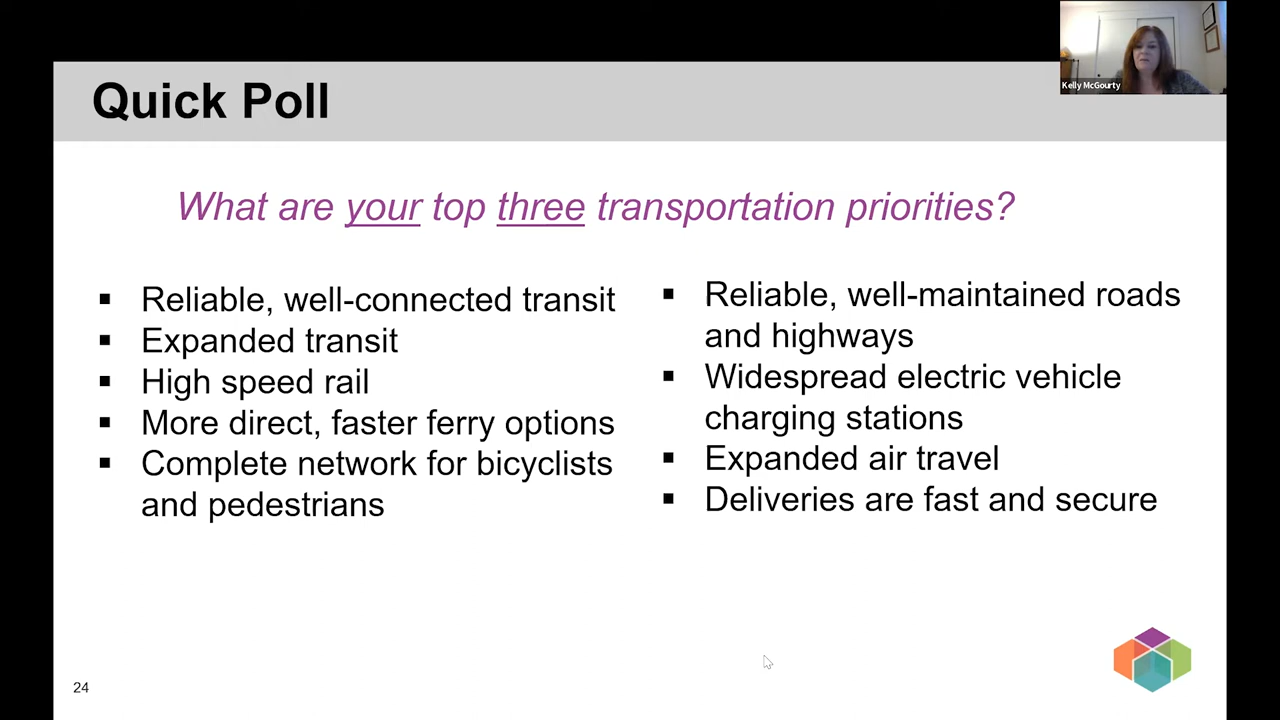 Quick Poll
Kelly McGourty
What are your top three transportation priorities?
▪ Reliable, well-connected transit
▪ Expanded transit
▪ High speed rail
▪ More direct, faster ferry options
▪ Complete network for bicyclists
and pedestrians
▪ Reliable, well-maintained roads
and highways
▪ Widespread electric vehicle
charging stations
▪ Expanded air travel
▪ Deliveries are fast and secure
24